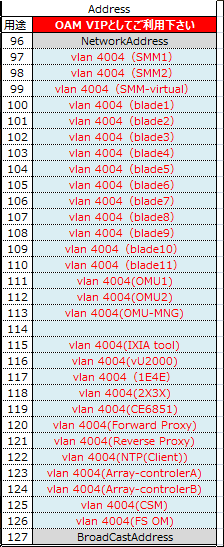 Address
用途 OAM VIPとしてご利用下さい
96 NetworkAddress
97 vlan 4004（SMM1）
98 vlan 4004（SMM2）
99 vlan 4004（SMM-virtual）
100 vlan 4004（blade1）
101 vlan 4004（blade2）
102 vlan 4004（blade3）
103 vlan 4004（blade4）
104 vlan 4004（blade5）
105 vlan 4004（blade6）
106 vlan 4004（blade7）
107 vlan 4004（blade8）
108 vlan 4004（blade9）
109 vlan 4004（blade10）
110 vlan 4004（blade11）
111 vlan 4004(OMU1)
112 vlan 4004(OMU2)
113 vlan 4004(OMU-MNG)
114
115 vlan 4004(IXIA tool)
116 vlan 4004(vU2000)
117 vlan 4004（1E4E）
118 vlan 4004(2X3X)
119 vlan 4004(CE6851)
120 vlan 4004(Forward Proxy)
121 vlan 4004(Reverse Proxy)
122 vlan 4004(NTP(Client))
123 vlan 4004(Array-controlerA)
124 vlan 4004(Array-controlerB)
125 vlan 4004(CSM)
126 vlan 4004(FS OM)
127 BroadCastAddress